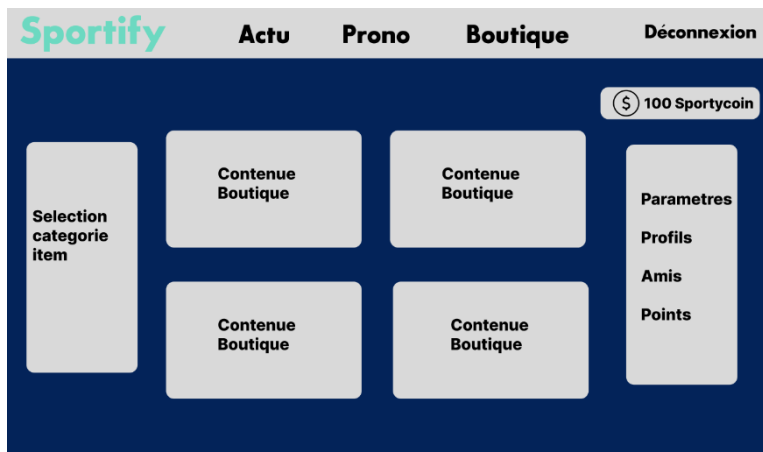 Sportify
Actu
Prono
Boutique
Déconnexion
$ 100 Sportycoin
Selection
categorie
item
Contenue
Boutique
Contenue
Boutique
Contenue
Boutique
Contenue
Boutique
Parametres
Profils
Amis
Points